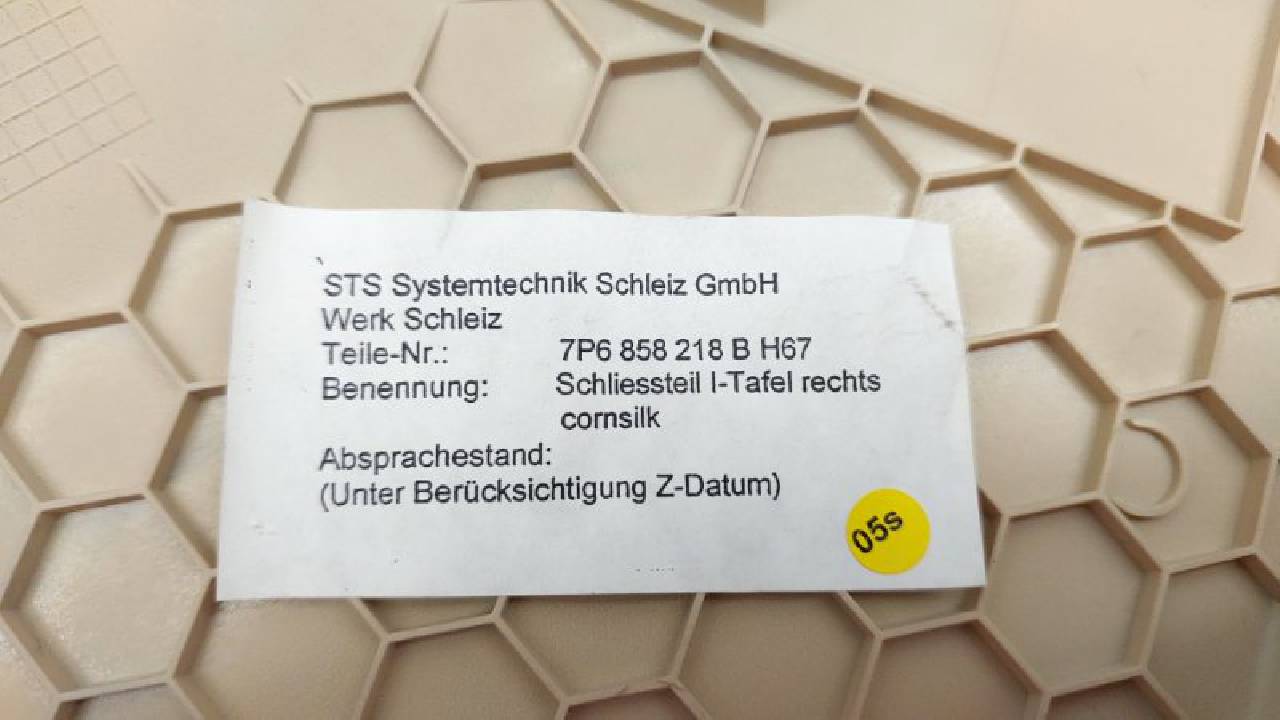 STS Systemtechnik Schleiz GmbH
Werk Schleiz
Teile-Nr.: 7P6 858 218 B H67
Benennung: Schliessteil I-Tafel rechts
cornsilk
Absprachestand:
(Unter Berücksichtigung Z-Datum)
05s